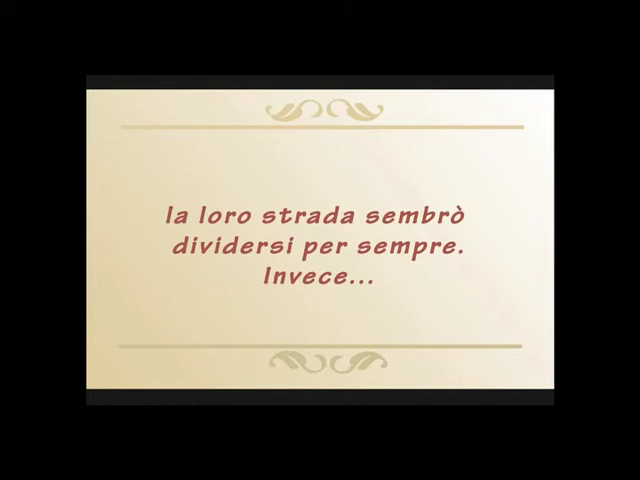 la loro strada sembrò
dividersi per sempre.
Invece...